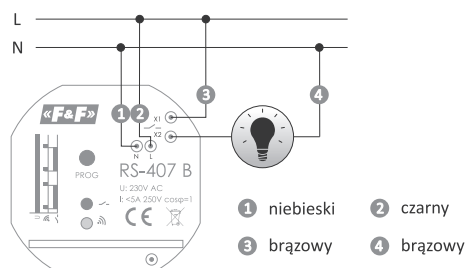 L
N
«F&F»
1 2
X1
X2
3
4
N L
PROG
RS-407 B
U: 230V AC
I: <5A 250V cosφ=1
CE
1 niebieski 2 czarny
3 brązowy 4 brązowy